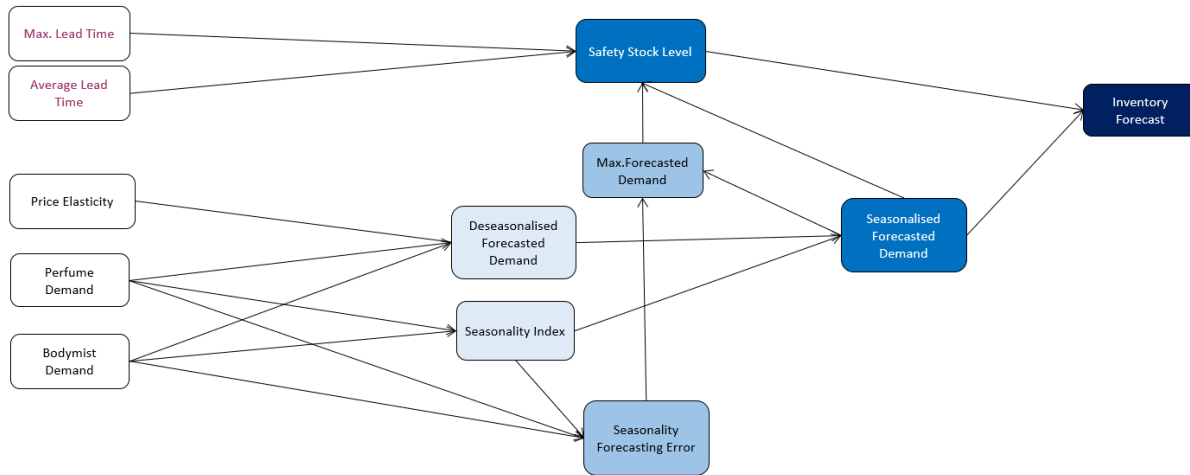 Max. Lead Time
Average Lead
Time
Safety Stock Level
Inventory
Forecast
Max.Forecasted
Demand
Price Elasticity
Deseasonalised
Forecasted
Demand
Seasonalised
Forecasted
Demand
Perfume
Demand
Seasonality Index
Bodymist
Demand
Seasonality
Forecasting Error